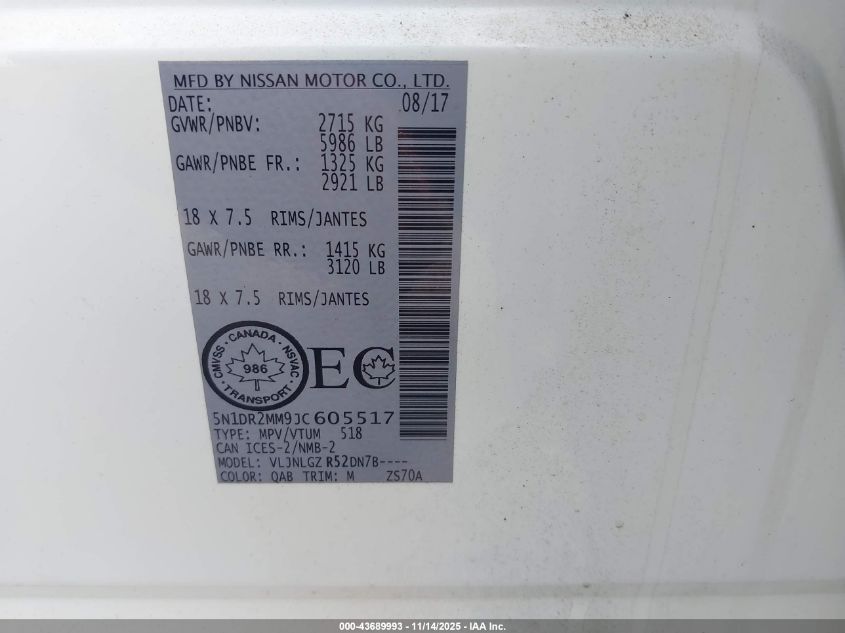 MFD BY NISSAN MOTOR CO., LTD.
DATE: 08/17
GVWR/PNBV: 2715 KG
5986 LB
GAWR/PNBE FR.: 1325 KG
2921 LB
18 X 7.5 RIMS/JANTES
GAWR/PNBE RR.: 1415 KG
3120 LB
18 X 7.5 RIMS/JANTES
CMVSS · CANADA · NSVAC
986
· TRANSPORT ·
EC
5N1DR2MM9JC605517
TYPE: MPV/VTUM 518
CAN ICES-2/NMB-2
MODEL: VLJNLGZ R52DN7B----
COLOR: QAB TRIM: M ZS70A
000-43689993 - 11/14/2025 - IAA Inc.